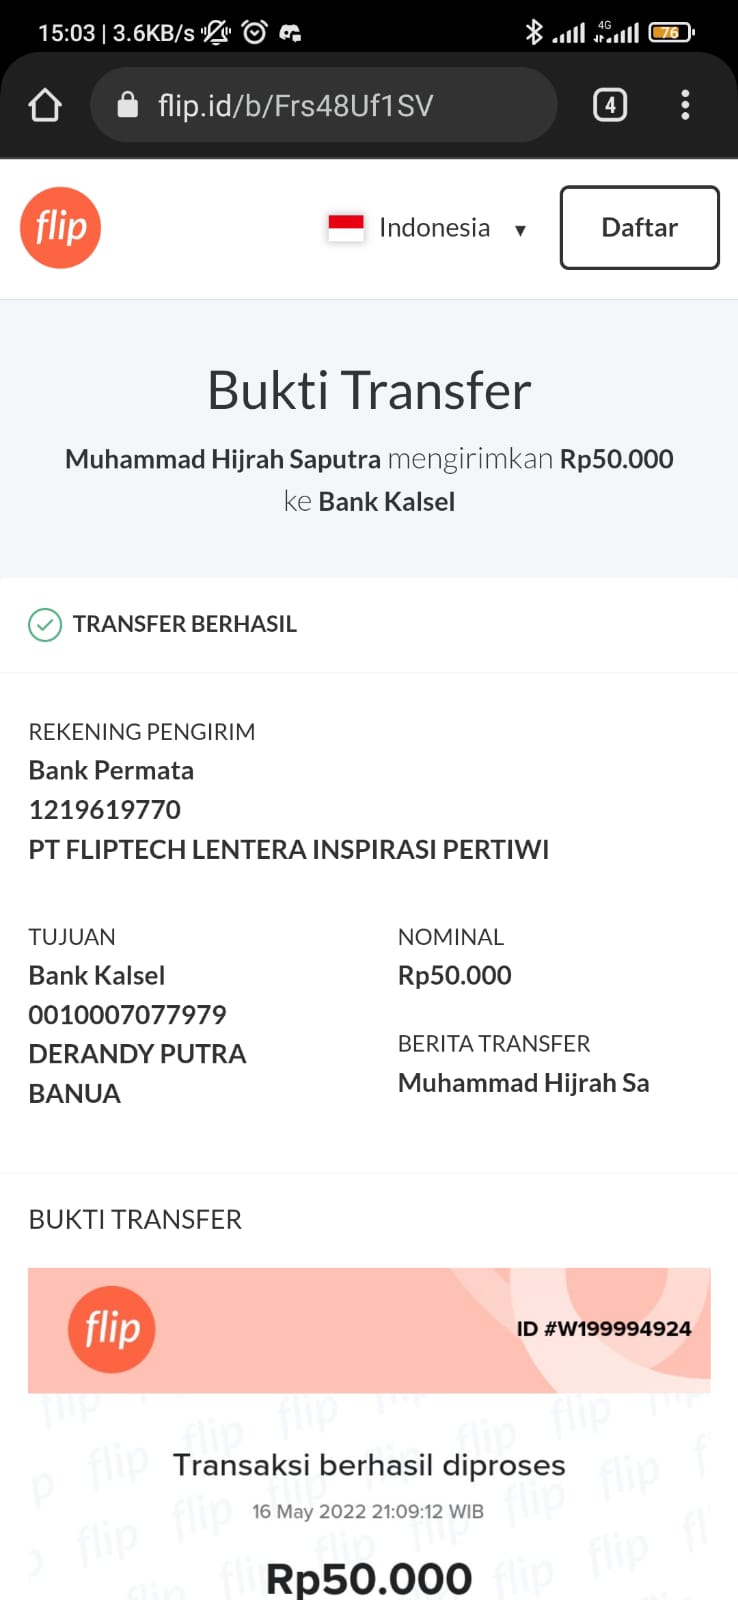 15:03 | 3.6KB/s
4G
76
flip.id/b/Frs48Uf1SV
4
flip
Indonesia
Daftar
Bukti Transfer
Muhammad Hijrah Saputra mengirimkan Rp50.000
ke Bank Kalsel
TRANSFER BERHASIL
REKENING PENGIRIM
Bank Permata
1219619770
PT FLIPTECH LENTERA INSPIRASI PERTIWI
TUJUAN
Bank Kalsel
0010007077979
DERANDY PUTRA
BANUA
NOMINAL
Rp50.000
BERITA TRANSFER
Muhammad Hijrah Sa
BUKTI TRANSFER
flip
ID #W199994924
Transaksi berhasil diproses
16 May 2022 21:09:12 WIB
Rp50.000